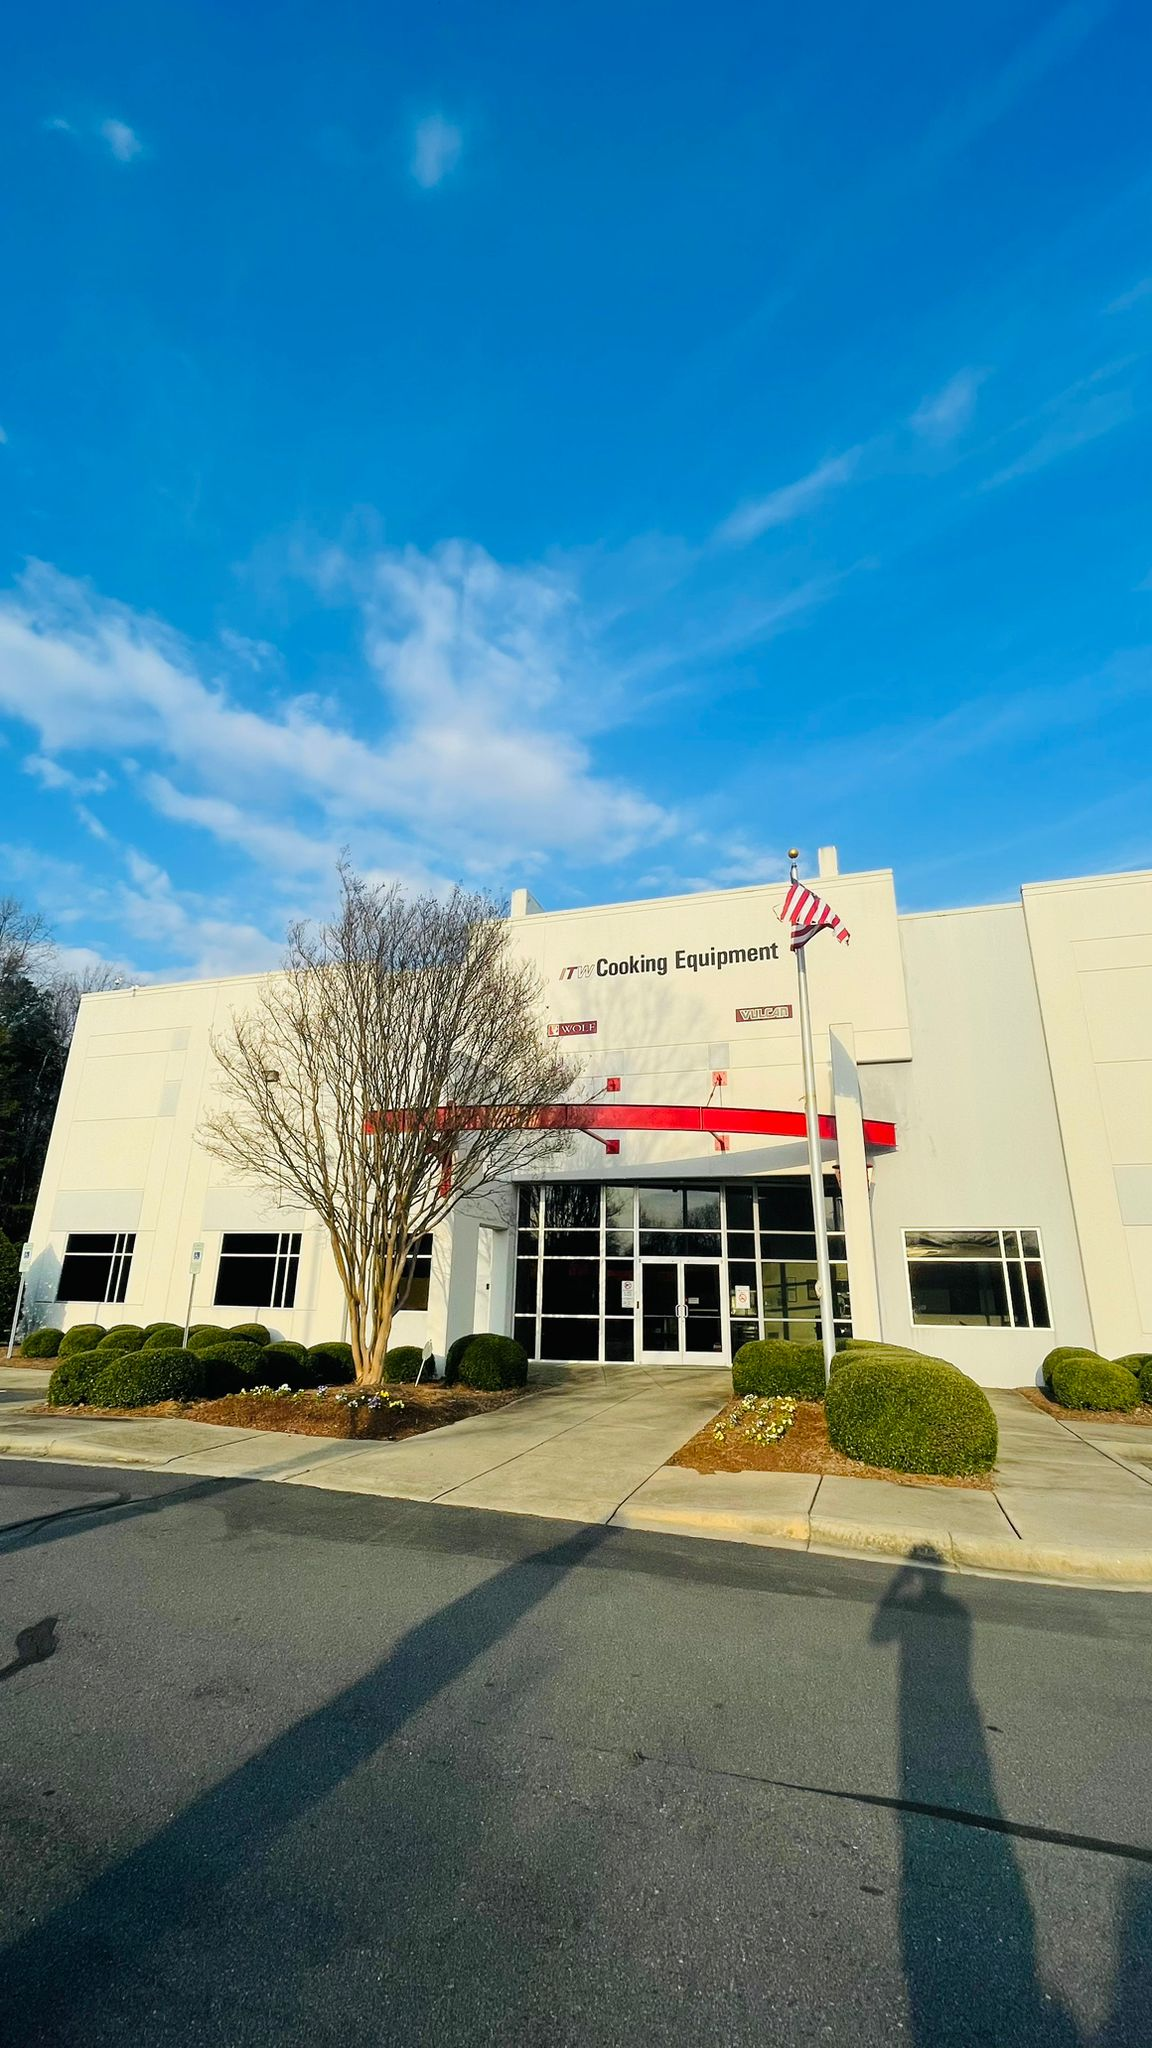 ITW Cooking Equipment
WOLF
VULCAN